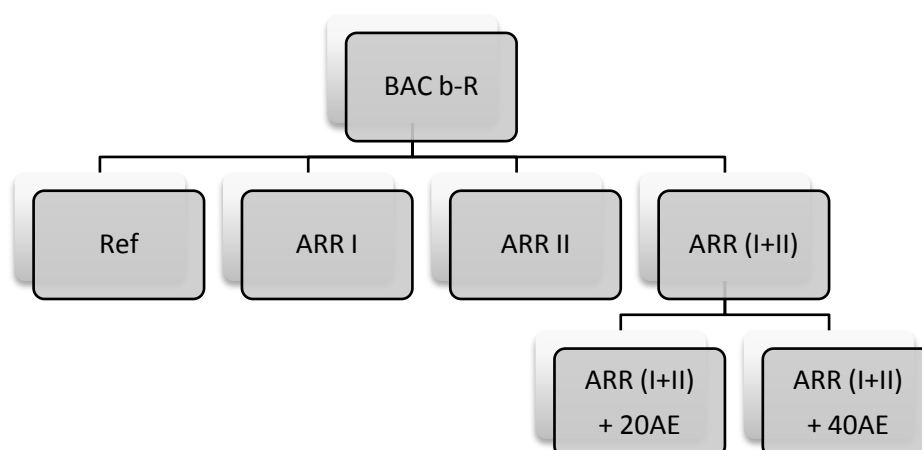 BAC b-R
Ref
ARR I
ARR II
ARR (I+II)
ARR (I+II)
+ 20AE
ARR (I+II)
+ 40AE